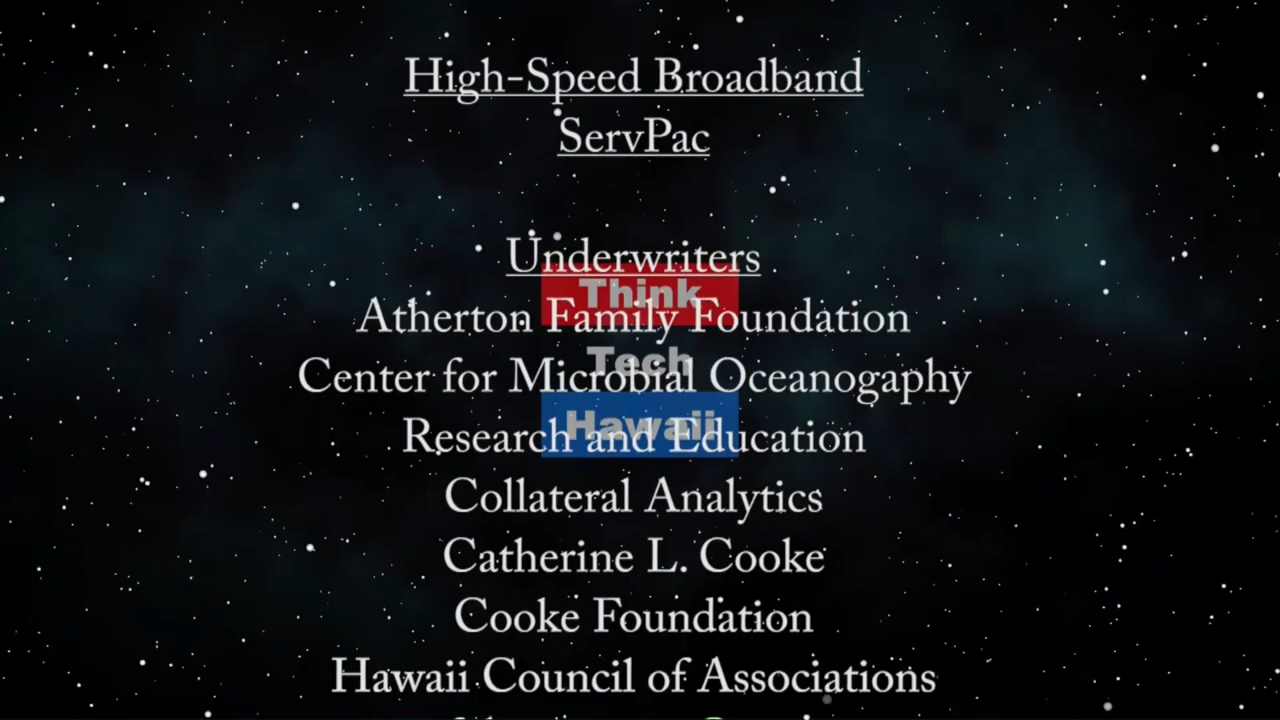 High-Speed Broadband
ServPac
Underwriters
Think
Atherton Family Foundation
Tech
Center for Microbial Oceanogaphy
Hawaii
Research and Education
Collateral Analytics
Catherine L. Cooke
Cooke Foundation
Hawaii Council of Associations